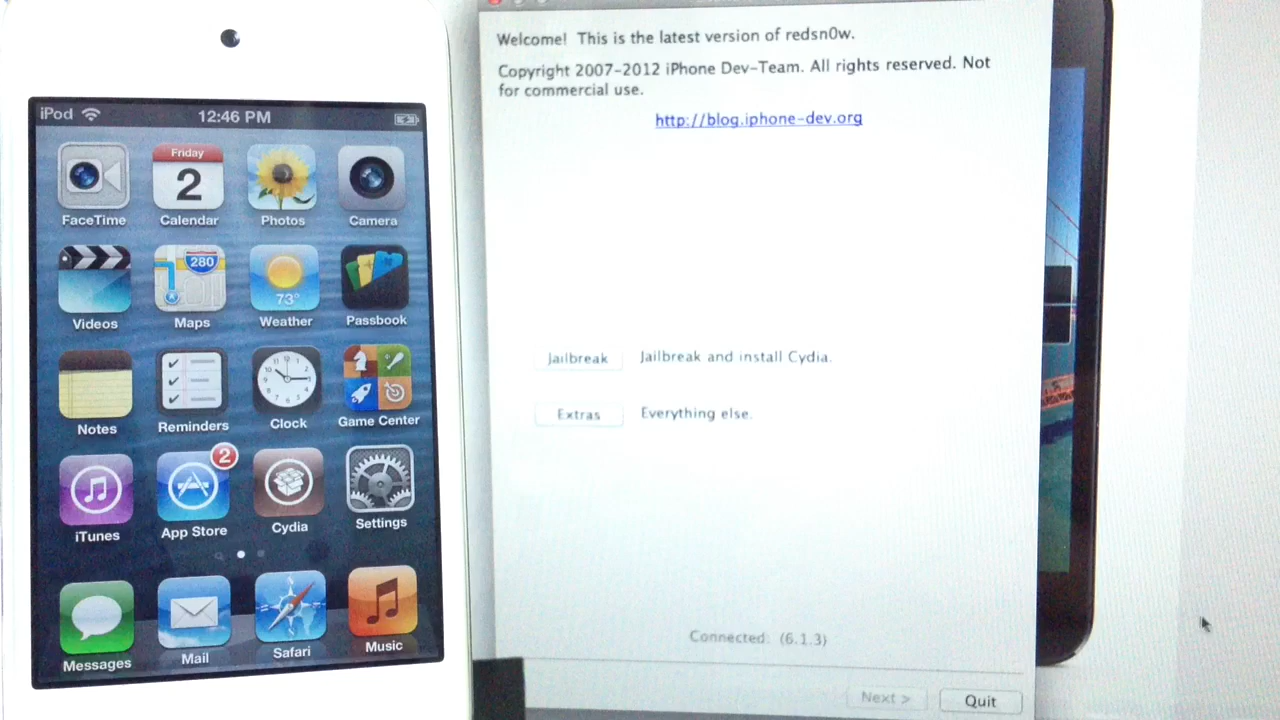 iPod
12:46 PM
Friday
2
FaceTime
Calendar
Photos
Camera
280
73°
Videos
Maps
Weather
Passbook
Notes
Reminders
Clock
Game Center
2
iTunes
App Store
Cydia
Settings
Messages
Mail
Safari
Music
Welcome! This is the latest version of redsn0w.
Copyright 2007-2012 iPhone Dev-Team. All rights reserved. Not
for commercial use.
http://blog.iphone-dev.org
Jailbreak
Jailbreak and install Cydia.
Extras
Everything else.
Connected: (6.1.3)
Next >
Quit